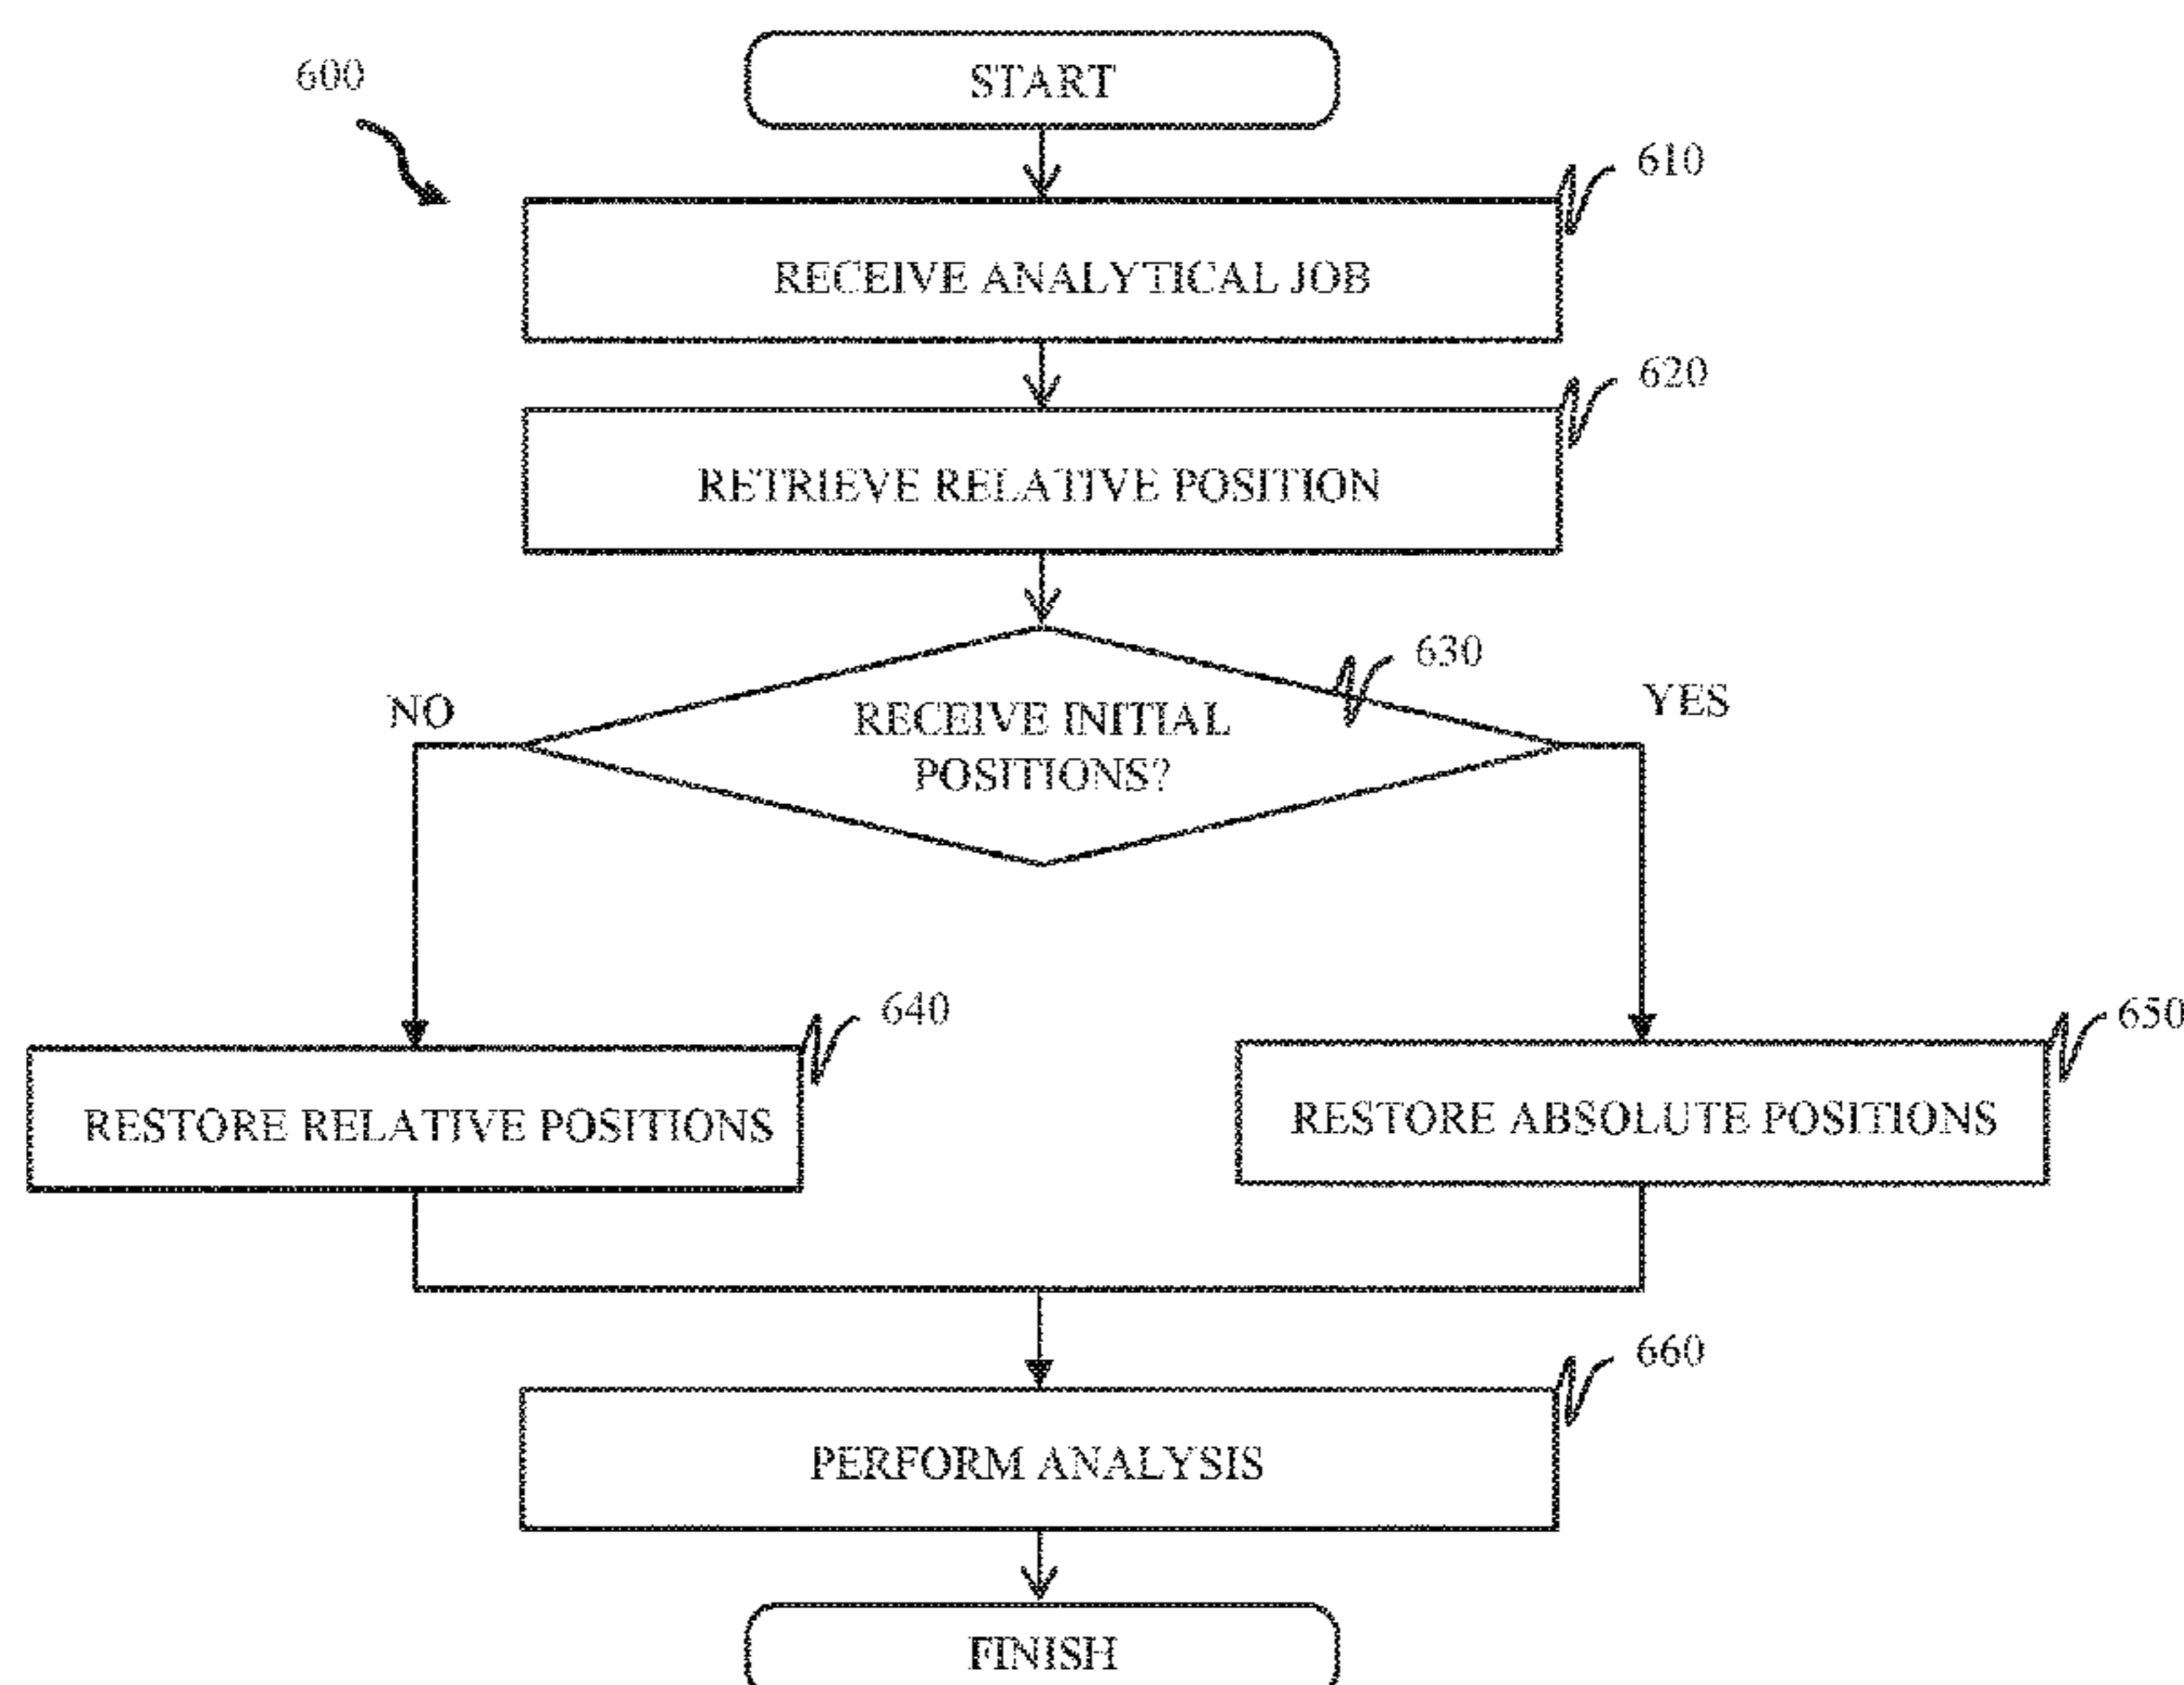 600
START
610
RECEIVE ANALYTICAL JOB
620
RETRIEVE RELATIVE POSITION
630
NO
RECEIVE INITIAL
POSITIONS?
YES
640
RESTORE RELATIVE POSITIONS
650
RESTORE ABSOLUTE POSITIONS
660
PERFORM ANALYSIS
FINISH